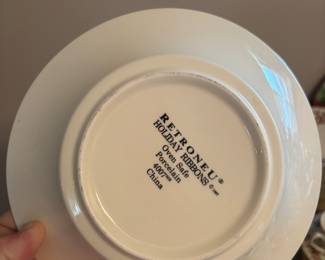 RETRONEU®
HOLIDAY RIBBONS ©
Oven Safe
Porcelain
4007
China